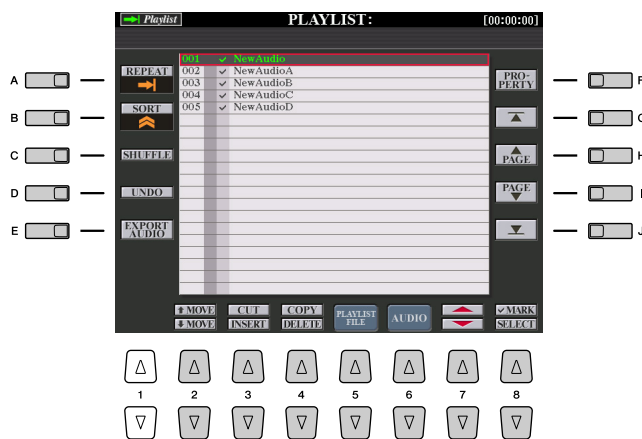 Playlist PLAYLIST: [00:00:00]
001 NewAudio
002 NewAudioA
003 NewAudioB
004 NewAudioC
005 NewAudioD
A REPEAT
B SORT
C SHUFFLE
D UNDO
E EXPORT AUDIO
PRO-
PERTY
PAGE
PAGE
J
MOVE CUT COPY PLAYLIST FILE AUDIO MARK
MOVE INSERT DELETE SELECT
1 2 3 4 5 6 7 8